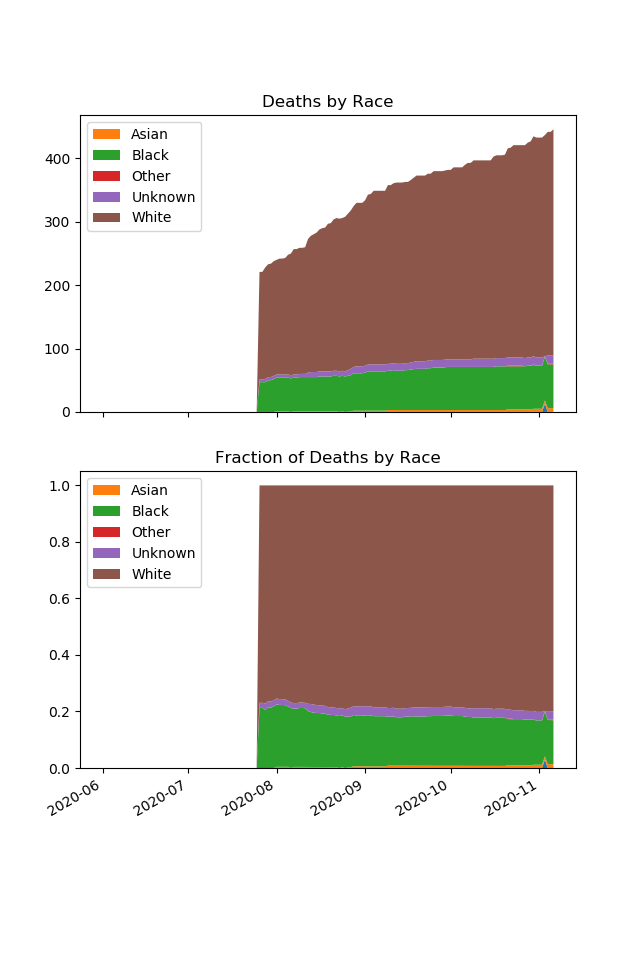 Deaths by Race
400
300
200
100
0
Asian
Black
Other
Unknown
White
Fraction of Deaths by Race
1.0
0.8
0.6
0.4
0.2
0.0
Asian
Black
Other
Unknown
White
2020-06
2020-07
2020-08
2020-09
2020-10
2020-11